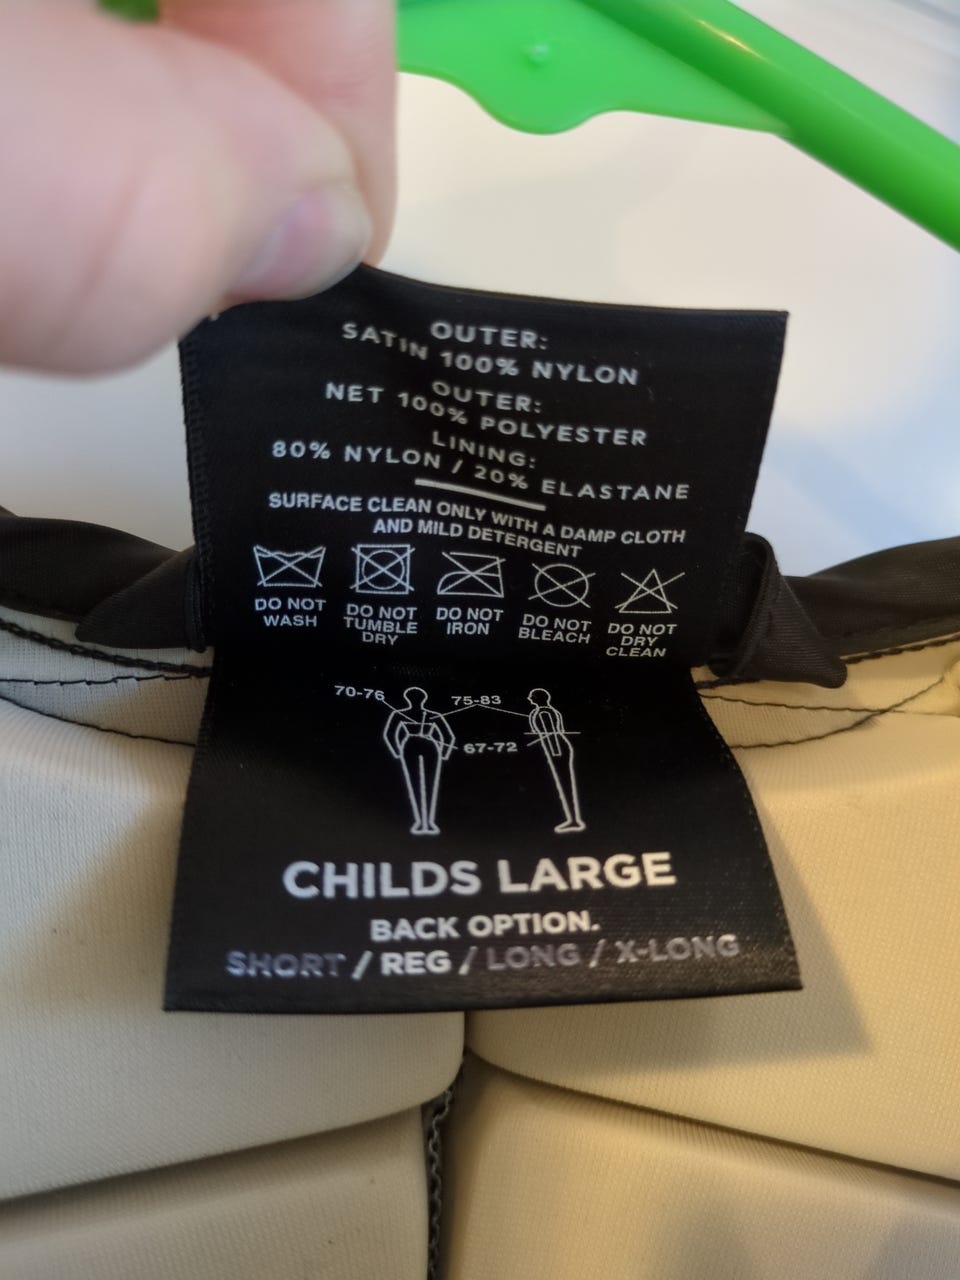 OUTER:
SATIN 100% NYLON
OUTER:
NET 100% POLYESTER
LINING:
80% NYLON / 20% ELASTANE
SURFACE CLEAN ONLY WITH A DAMP CLOTH
AND MILD DETERGENT
DO NOT WASH
DO NOT TUMBLE DRY
DO NOT IRON
DO NOT BLEACH
DO NOT DRY CLEAN
70-76
75-83
67-72
CHILDS LARGE
BACK OPTION.
SHORT / REG / LONG / X-LONG